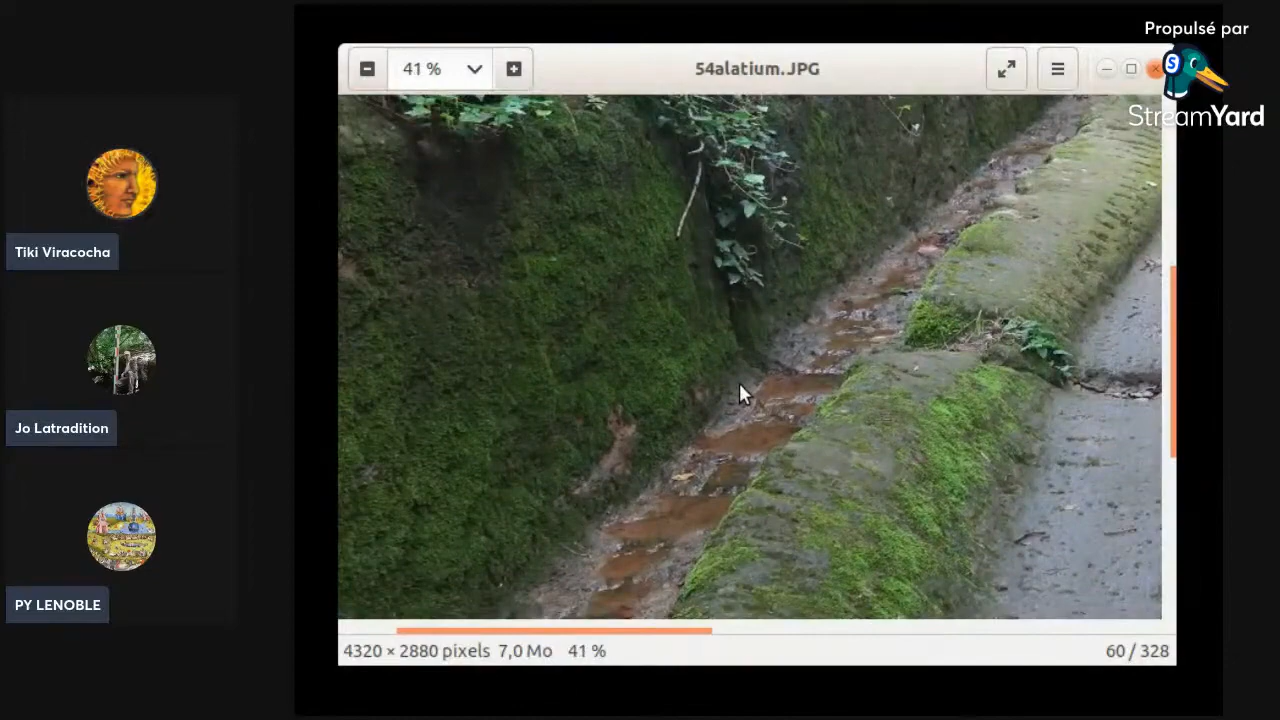 Propulsé par
StreamYard
41 %
54alatium.JPG
Tiki Viracocha
Jo Latradition
PY LENOBLE
4320 × 2880 pixels 7,0 Mo 41 %
60 / 328